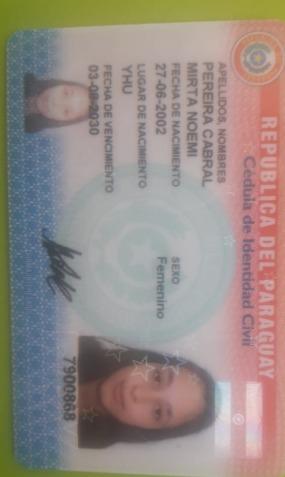 REPUBLICA DEL PARAGUAY
Cédula de Identidad Civil
APELLIDOS, NOMBRES
PEREIRA CABRAL
MIRTA NOEMI
FECHA DE NACIMIENTO
27-06-2002
SEXO
Femenino
LUGAR DE NACIMIENTO
YHU
FECHA DE VENCIMIENTO
03-08-2030
7900868